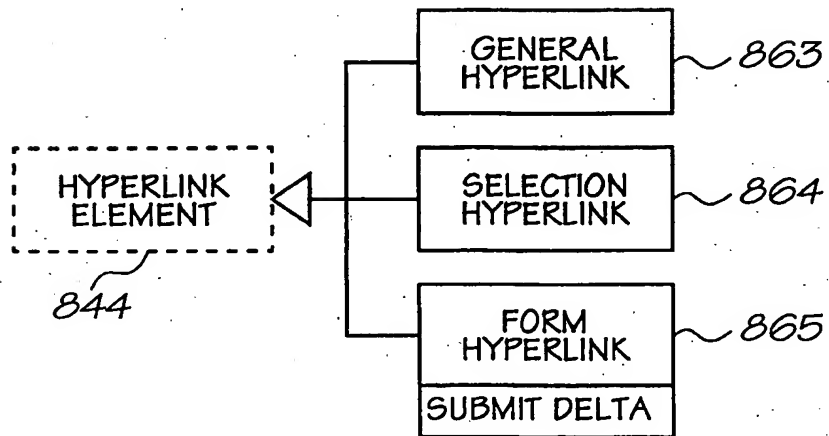 GENERAL
HYPERLINK
863
HYPERLINK
ELEMENT
844
SELECTION
HYPERLINK
864
FORM
HYPERLINK
865
SUBMIT DELTA